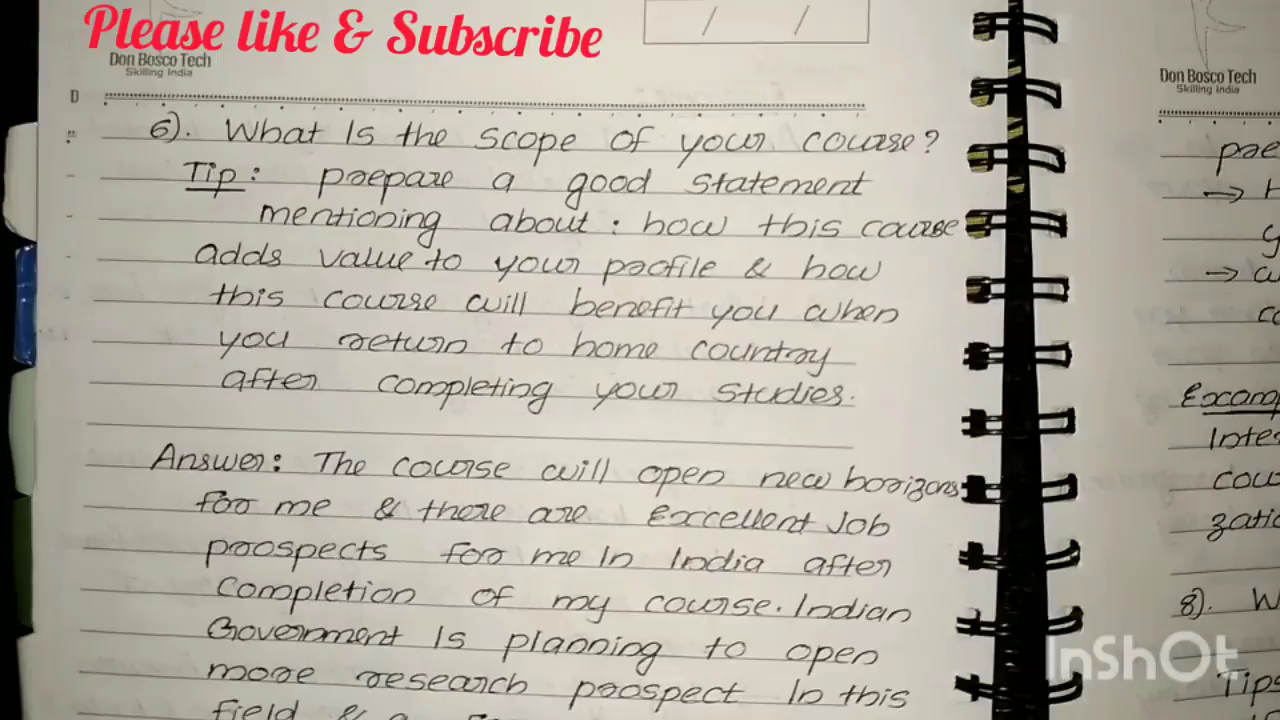 Please like & Subscribe
Don Bosco Tech
Skilling India
D
6). What Is the scope of your course?
Tip: prepare a good statement
mentioning about: how this course
adds value to your profile & how
this course will benefit you when
you return to home country
after completing your studies.
Answer: The course will open new horizons
for me & there are Excellent Job
prospects for me In India after
completion of my course. Indian
Government Is planning to open
more research prospect In this
field &
Don Bosco Tech
Skilling India
8). W
Tips
InShOt